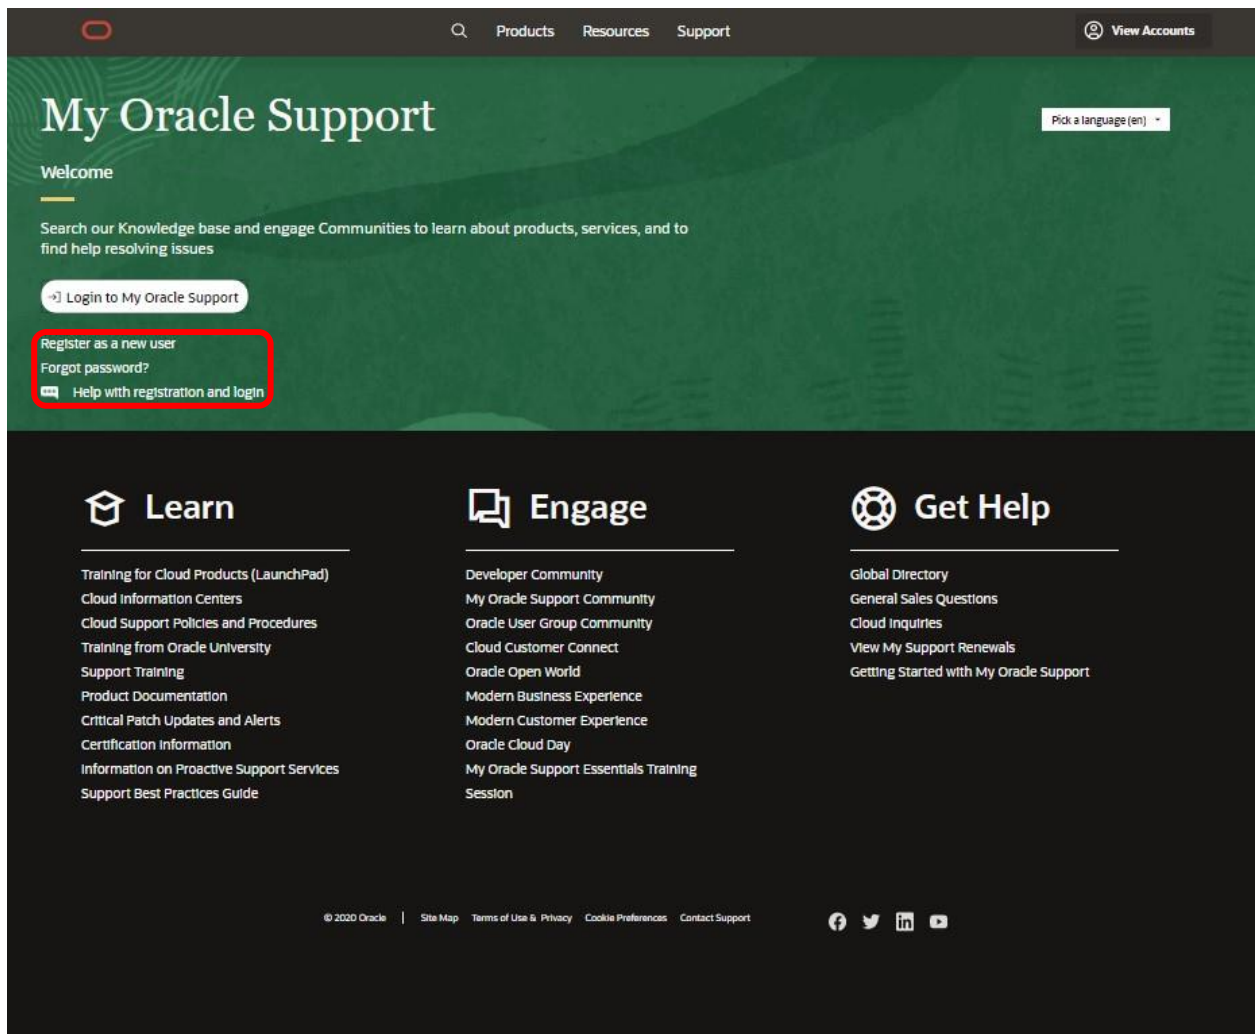 Products Resources Support View Accounts
My Oracle Support
Pick a language (en)
Welcome
Search our Knowledge base and engage Communities to learn about products, services, and to
find help resolving issues
Login to My Oracle Support
Register as a new user
Forgot password?
Help with registration and login
Learn
Training for Cloud Products (LaunchPad)
Cloud Information Centers
Cloud Support Policies and Procedures
Training from Oracle University
Support Training
Product Documentation
Critical Patch Updates and Alerts
Certification Information
Information on Proactive Support Services
Support Best Practices Guide
Engage
Developer Community
My Oracle Support Community
Oracle User Group Community
Cloud Customer Connect
Oracle Open World
Modern Business Experience
Modern Customer Experience
Oracle Cloud Day
My Oracle Support Essentials Training
Session
Get Help
Global Directory
General Sales Questions
Cloud Inquiries
View My Support Renewals
Getting Started with My Oracle Support
© 2020 Oracle | Site Map Terms of Use & Privacy Cookie Preferences Contact Support